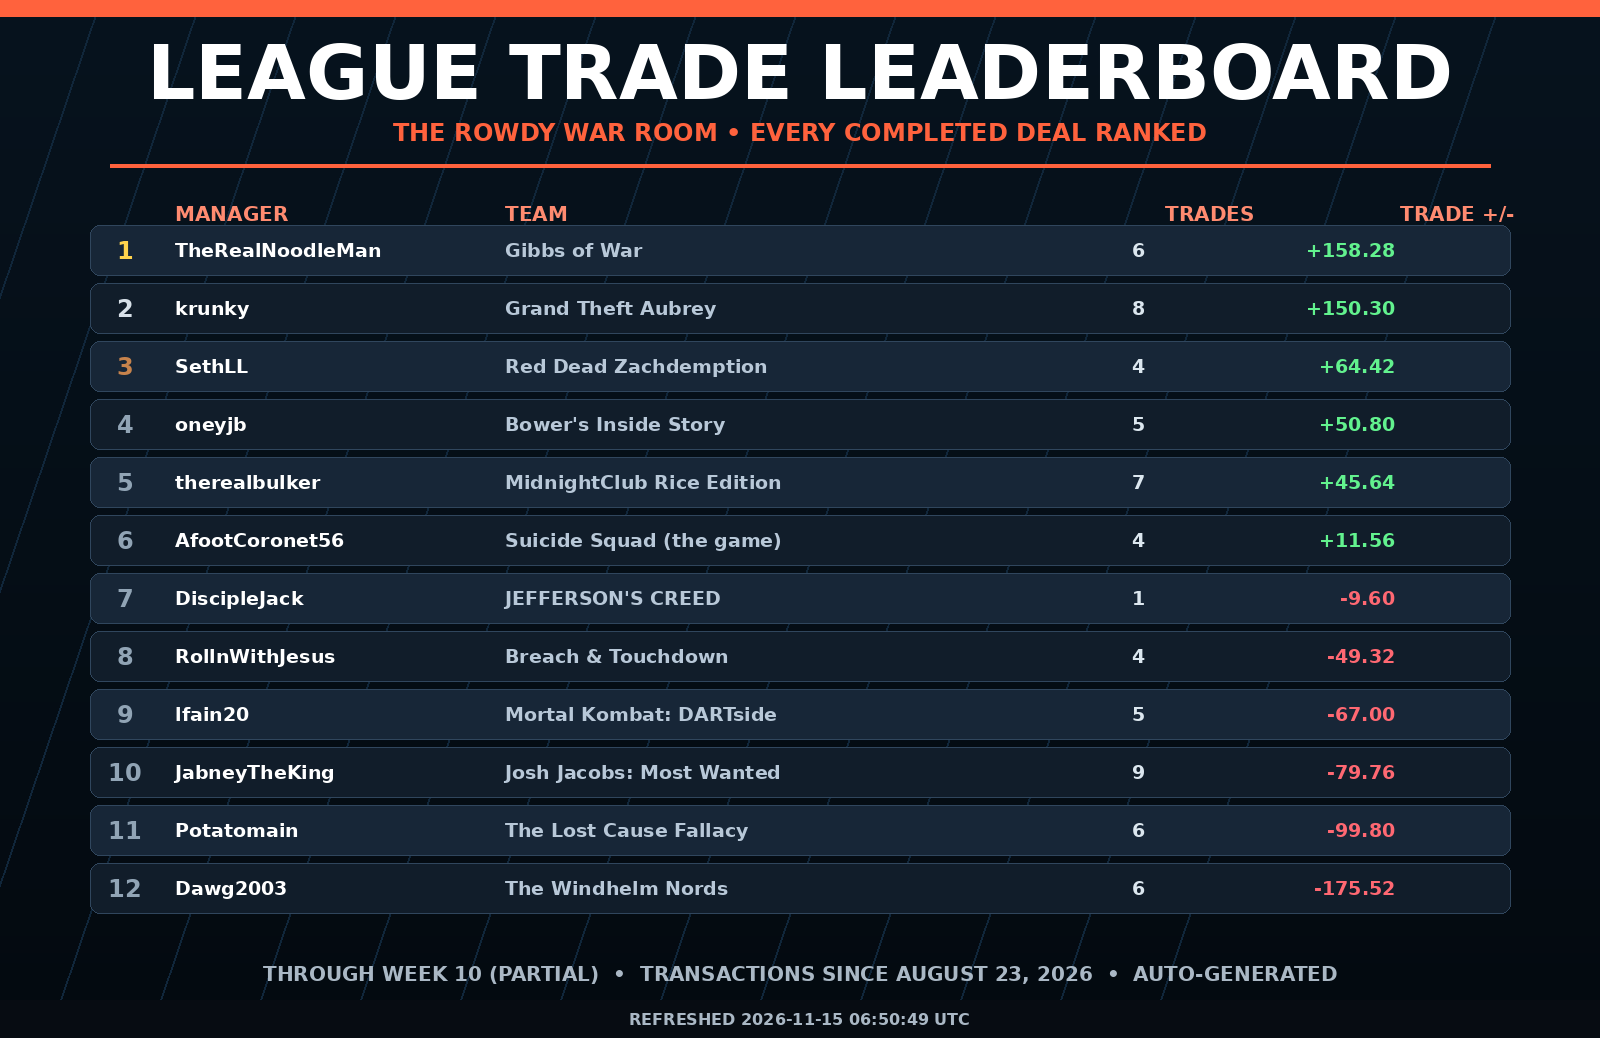 LEAGUE TRADE LEADERBOARD
THE ROWDY WAR ROOM • EVERY COMPLETED DEAL RANKED
MANAGER TEAM TRADES TRADE +/-
1 TheRealNoodleMan Gibbs of War 6 +158.28
2 krunky Grand Theft Aubrey 8 +150.30
3 SethLL Red Dead Zachdemption 4 +64.42
4 oneyjb Bower's Inside Story 5 +50.80
5 therealbulker MidnightClub Rice Edition 7 +45.64
6 AfootCoronet56 Suicide Squad (the game) 4 +11.56
7 DiscipleJack JEFFERSON'S CREED 1 -9.60
8 RollnWithJesus Breach & Touchdown 4 -49.32
9 lfain20 Mortal Kombat: DARTside 5 -67.00
10 JabneyTheKing Josh Jacobs: Most Wanted 9 -79.76
11 Potatomain The Lost Cause Fallacy 6 -99.80
12 Dawg2003 The Windhelm Nords 6 -175.52
THROUGH WEEK 10 (PARTIAL) • TRANSACTIONS SINCE AUGUST 23, 2026 • AUTO-GENERATED
REFRESHED 2026-11-15 06:50:49 UTC